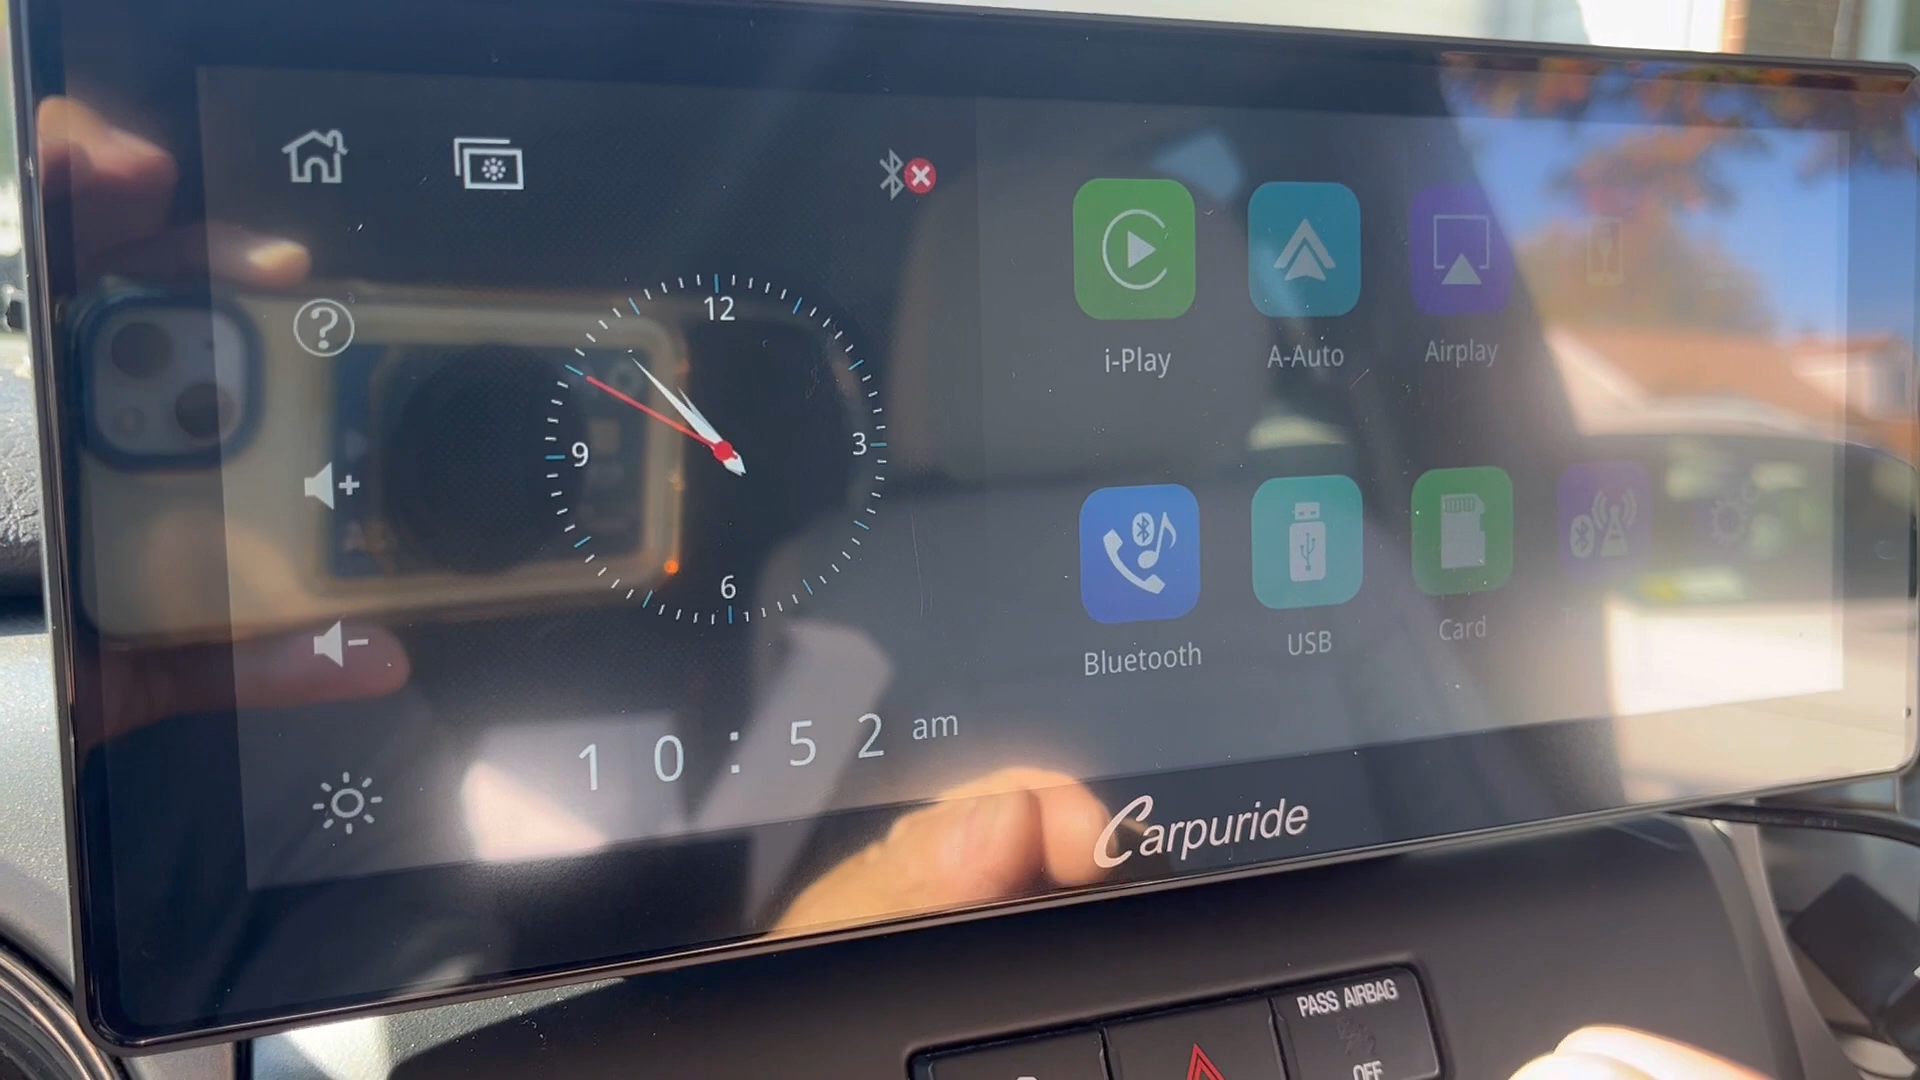 12
3
9
6
10:52 am
i-Play
A-Auto
Airplay
Bluetooth
USB
Card
Carpuride
PASS AIRBAG
OFF